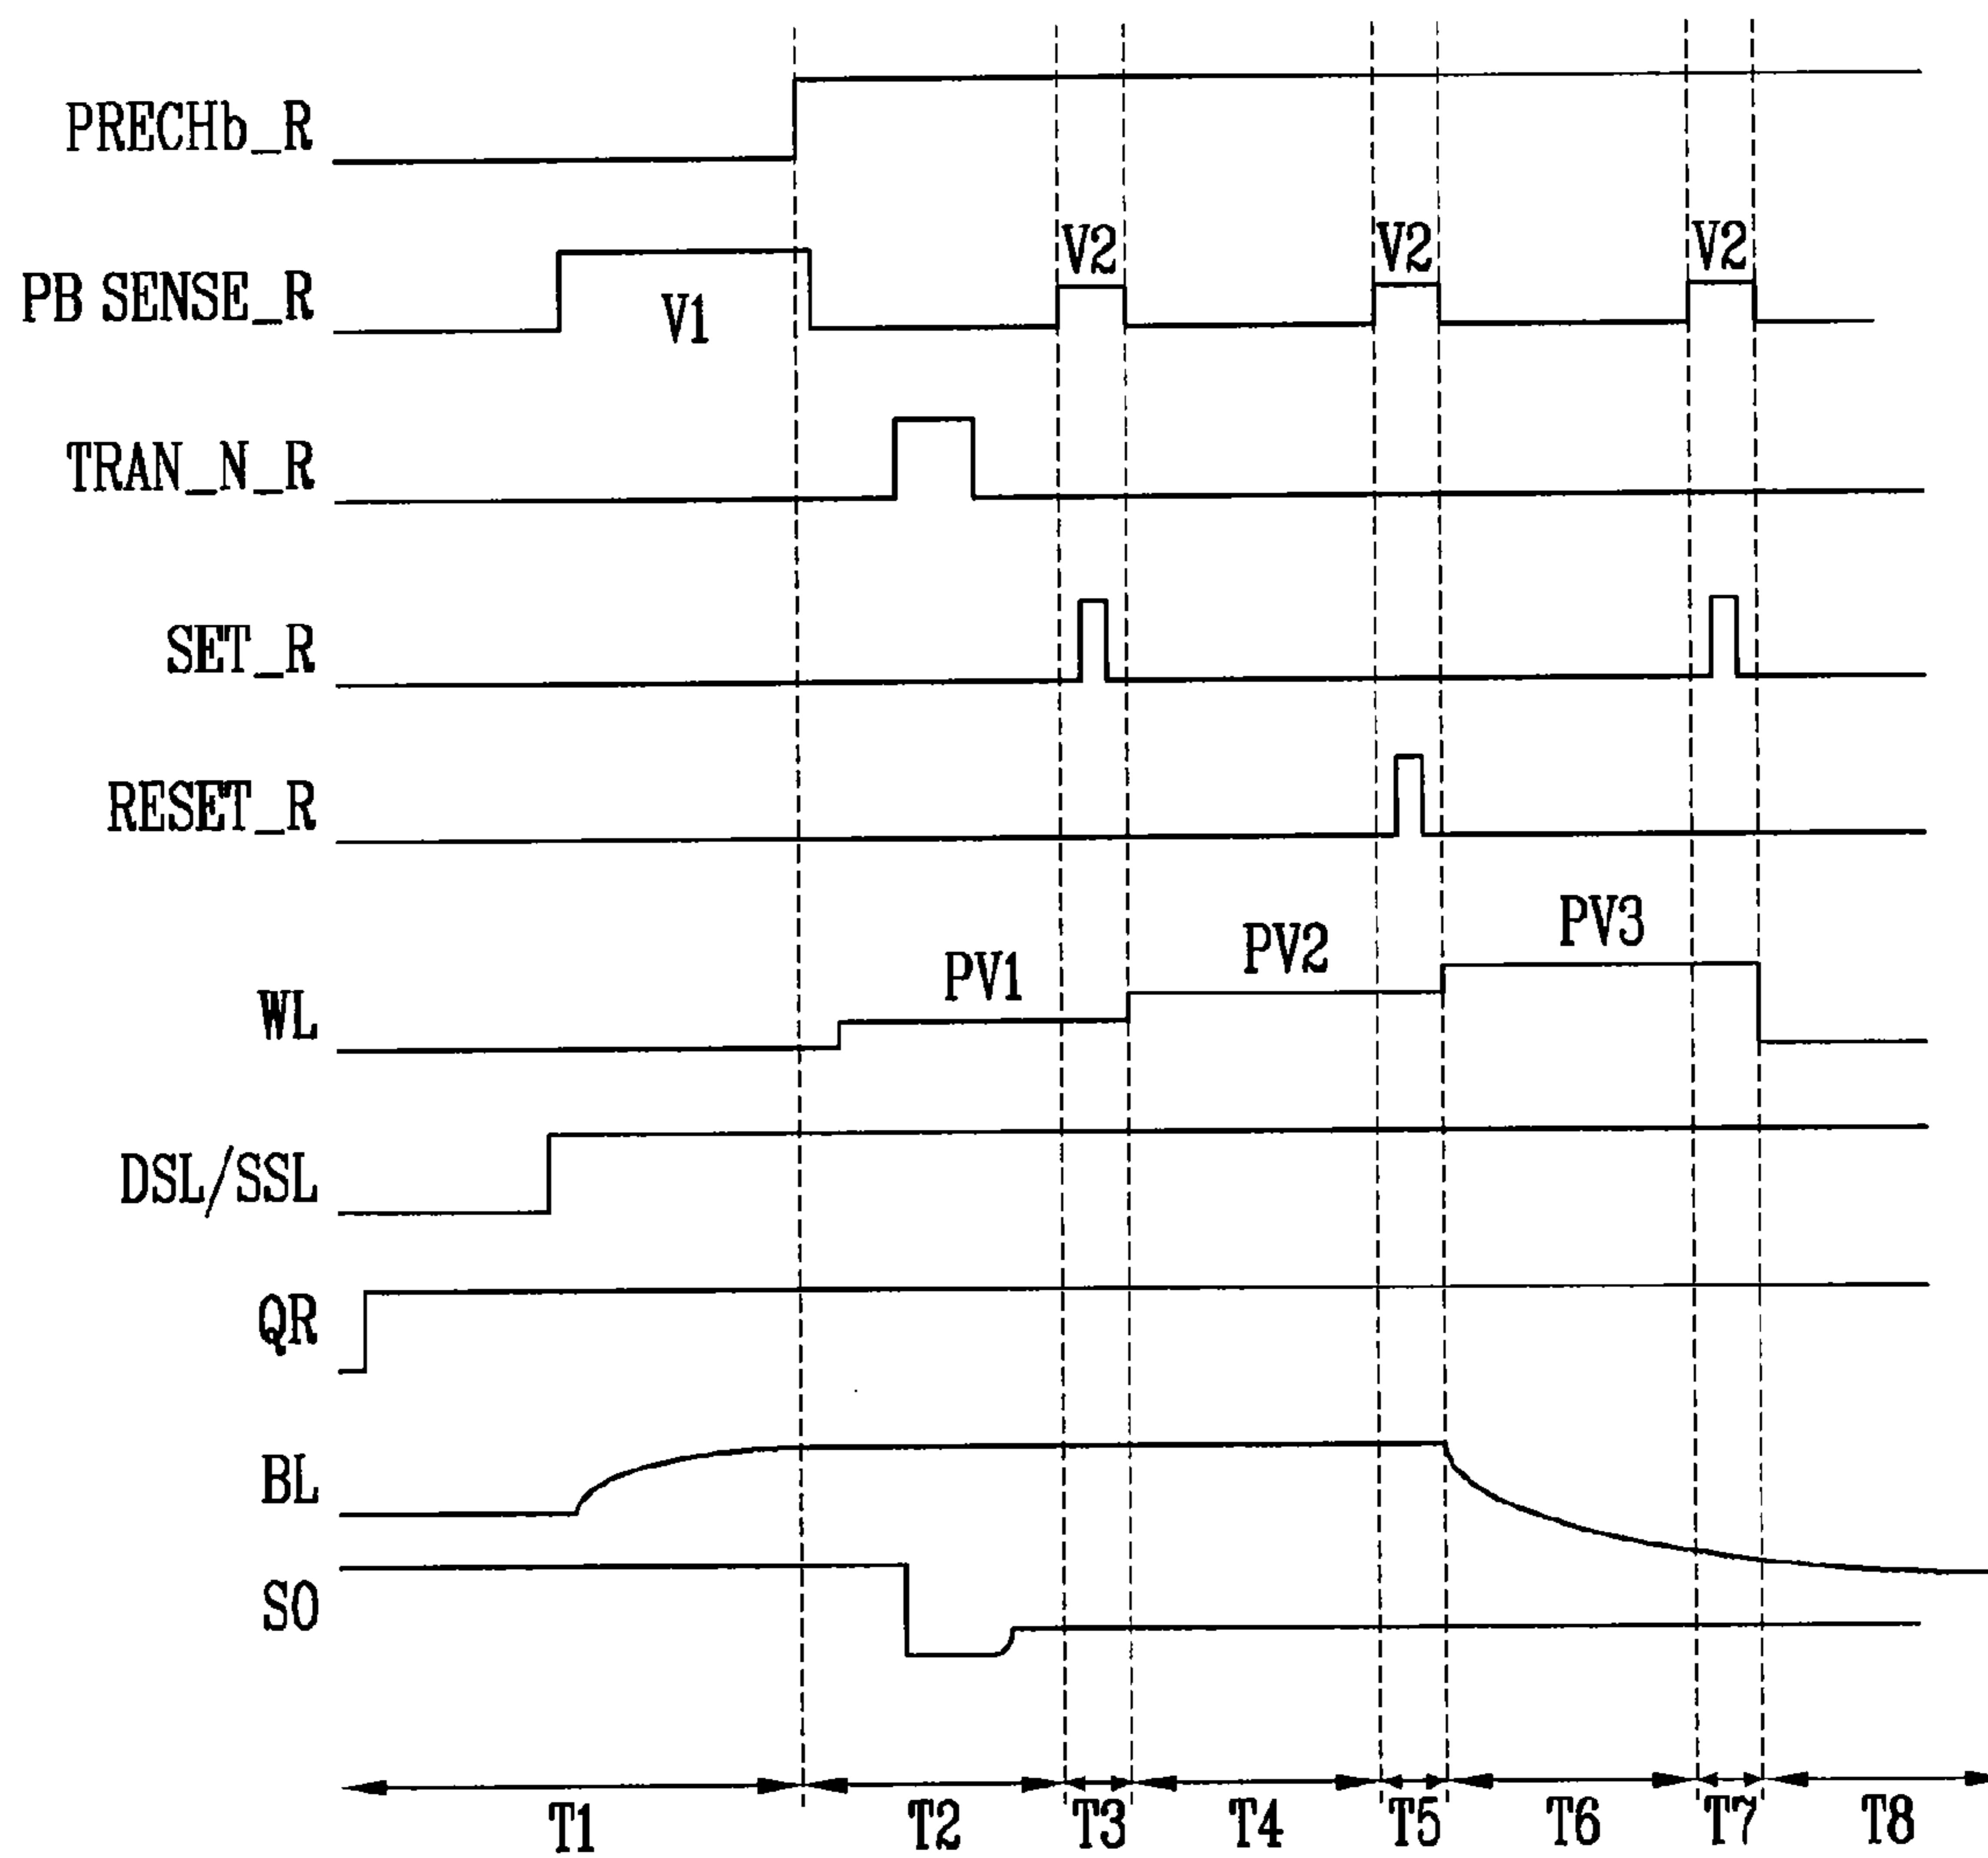 PRECHb_R
PB SENSE_R
V1
V2
V2
V2
TRAN_N_R
SET_R
RESET_R
WL
PV1
PV2
PV3
DSL/SSL
QR
BL
SO
T1
T2
T3
T4
T5
T6
T7
T8